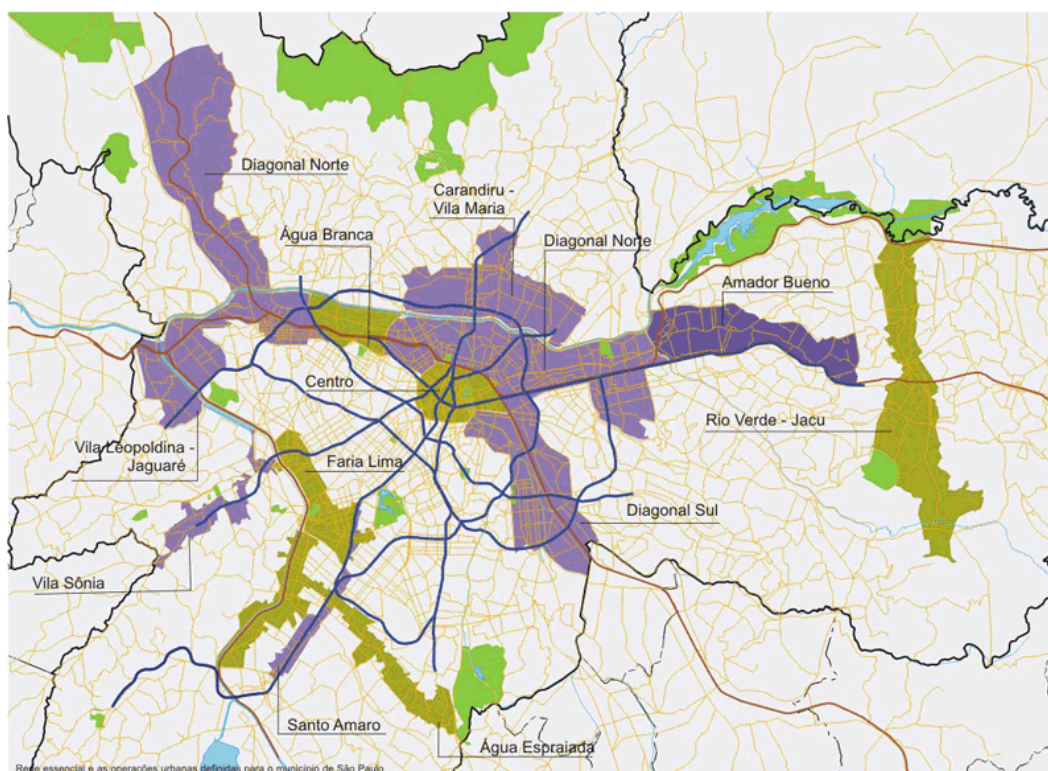 Diagonal Norte
Carandiru -
Vila Maria
Água Branca
Diagonal Norte
Amador Bueno
Centro
Rio Verde - Jacu
Vila Leopoldina -
Jaguaré
Faria Lima
Diagonal Sul
Vila Sônia
Santo Amaro
Água Espraiada
Rede essencial e as operações urbanas definidas para o município de São Paulo